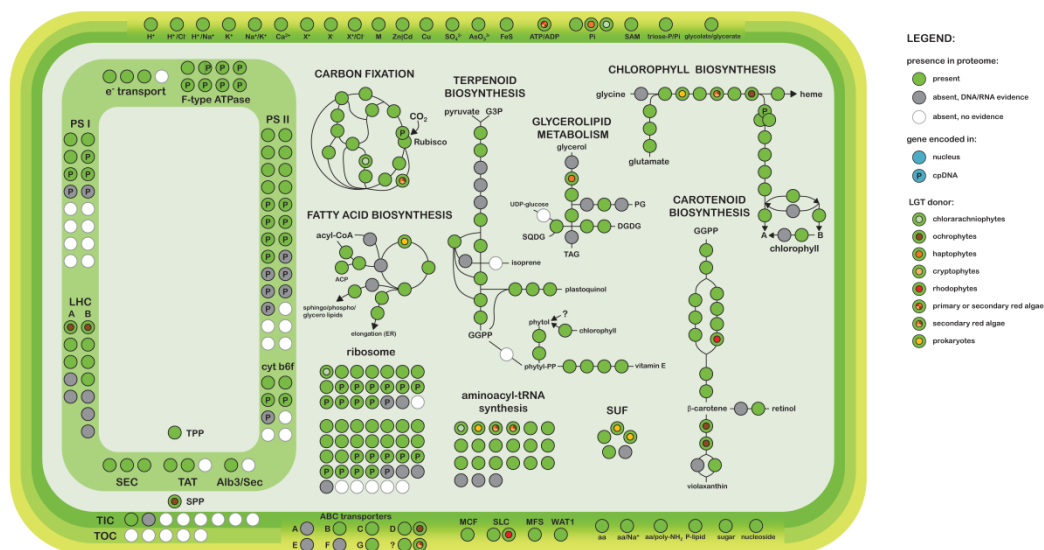 H⁺ H⁺/Cl⁻ H⁺/Na⁺ K⁺ Na⁺/K⁺ Ca²⁺ X⁺ X⁻ X⁺/Cl⁻ M Zn|Cd Cu SO₄²⁻ AsO₂³⁻ FeS ATP/ADP Pi SAM triose-P/Pi glycolate/glycerate
e⁻ transport
F-type ATPase
P P P
P P P P
PS I
P
P
P P
PS II
P P
P P
P P
P P
P
LHC
A B
cyt b6f
P P
P
TPP
SEC
TAT
Alb3/Sec
SPP
TIC
TOC
CARBON FIXATION
CO₂
P
Rubisco
FATTY ACID BIOSYNTHESIS
acyl-CoA
ACP
sphingo/phospho/
glycero lipids
elongation (ER)
TERPENOID
BIOSYNTHESIS
pyruvate G3P
isoprene
plastoquinol
GGPP
phytol
?
chlorophyll
phytyl-PP
vitamin E
GLYCEROLIPID
METABOLISM
glycerol
UDP-glucose
PG
SQDG
DGDG
TAG
CHLOROPHYLL BIOSYNTHESIS
glycine
heme
glutamate
P
A
B
chlorophyll
CAROTENOID
BIOSYNTHESIS
GGPP
β-carotene
retinol
violaxanthin
ribosome
P P P P P P P
P P P P
P P P P P
P P P P
aminoacyl-tRNA
synthesis
SUF
ABC transporters
A B C D
E F G ?
MCF SLC MFS WAT1
aa aa/Na⁺ aa/poly-NH₂ P-lipid sugar nucleoside
LEGEND:
presence in proteome:
present
absent, DNA/RNA evidence
absent, no evidence
gene encoded in:
nucleus
P cpDNA
LGT donor:
chlorarachniophytes
ochrophytes
haptophytes
cryptophytes
rhodophytes
primary or secondary red algae
secondary red algae
prokaryotes